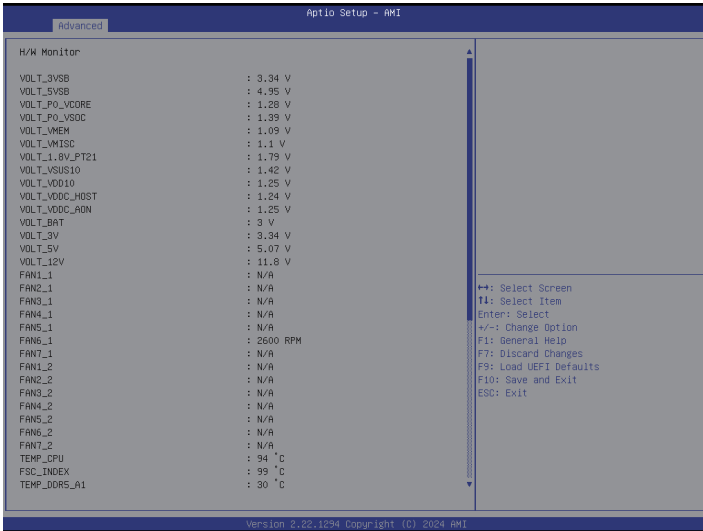 Aptio Setup - AMI
Advanced
H/W Monitor
VOLT_3VSB : 3.34 V
VOLT_5VSB : 4.95 V
VOLT_P0_VCORE : 1.28 V
VOLT_P0_VSOC : 1.39 V
VOLT_VMEM : 1.09 V
VOLT_VMISC : 1.1 V
VOLT_1.8V_PT21 : 1.79 V
VOLT_VSUS10 : 1.42 V
VOLT_VDD10 : 1.25 V
VOLT_VDDC_HOST : 1.24 V
VOLT_VDDC_AON : 1.25 V
VOLT_BAT : 3 V
VOLT_3V : 3.34 V
VOLT_5V : 5.07 V
VOLT_12V : 11.8 V
FAN1_1 : N/A
FAN2_1 : N/A
FAN3_1 : N/A
FAN4_1 : N/A
FAN5_1 : N/A
FAN6_1 : 2600 RPM
FAN7_1 : N/A
FAN1_2 : N/A
FAN2_2 : N/A
FAN3_2 : N/A
FAN4_2 : N/A
FAN5_2 : N/A
FAN6_2 : N/A
FAN7_2 : N/A
TEMP_CPU : 94 °C
FSC_INDEX : 99 °C
TEMP_DDR5_A1 : 30 °C
↔: Select Screen
↑↓: Select Item
Enter: Select
+/-: Change Option
F1: General Help
F7: Discard Changes
F9: Load UEFI Defaults
F10: Save and Exit
ESC: Exit
Version 2.22.1294 Copyright (C) 2024 AMI